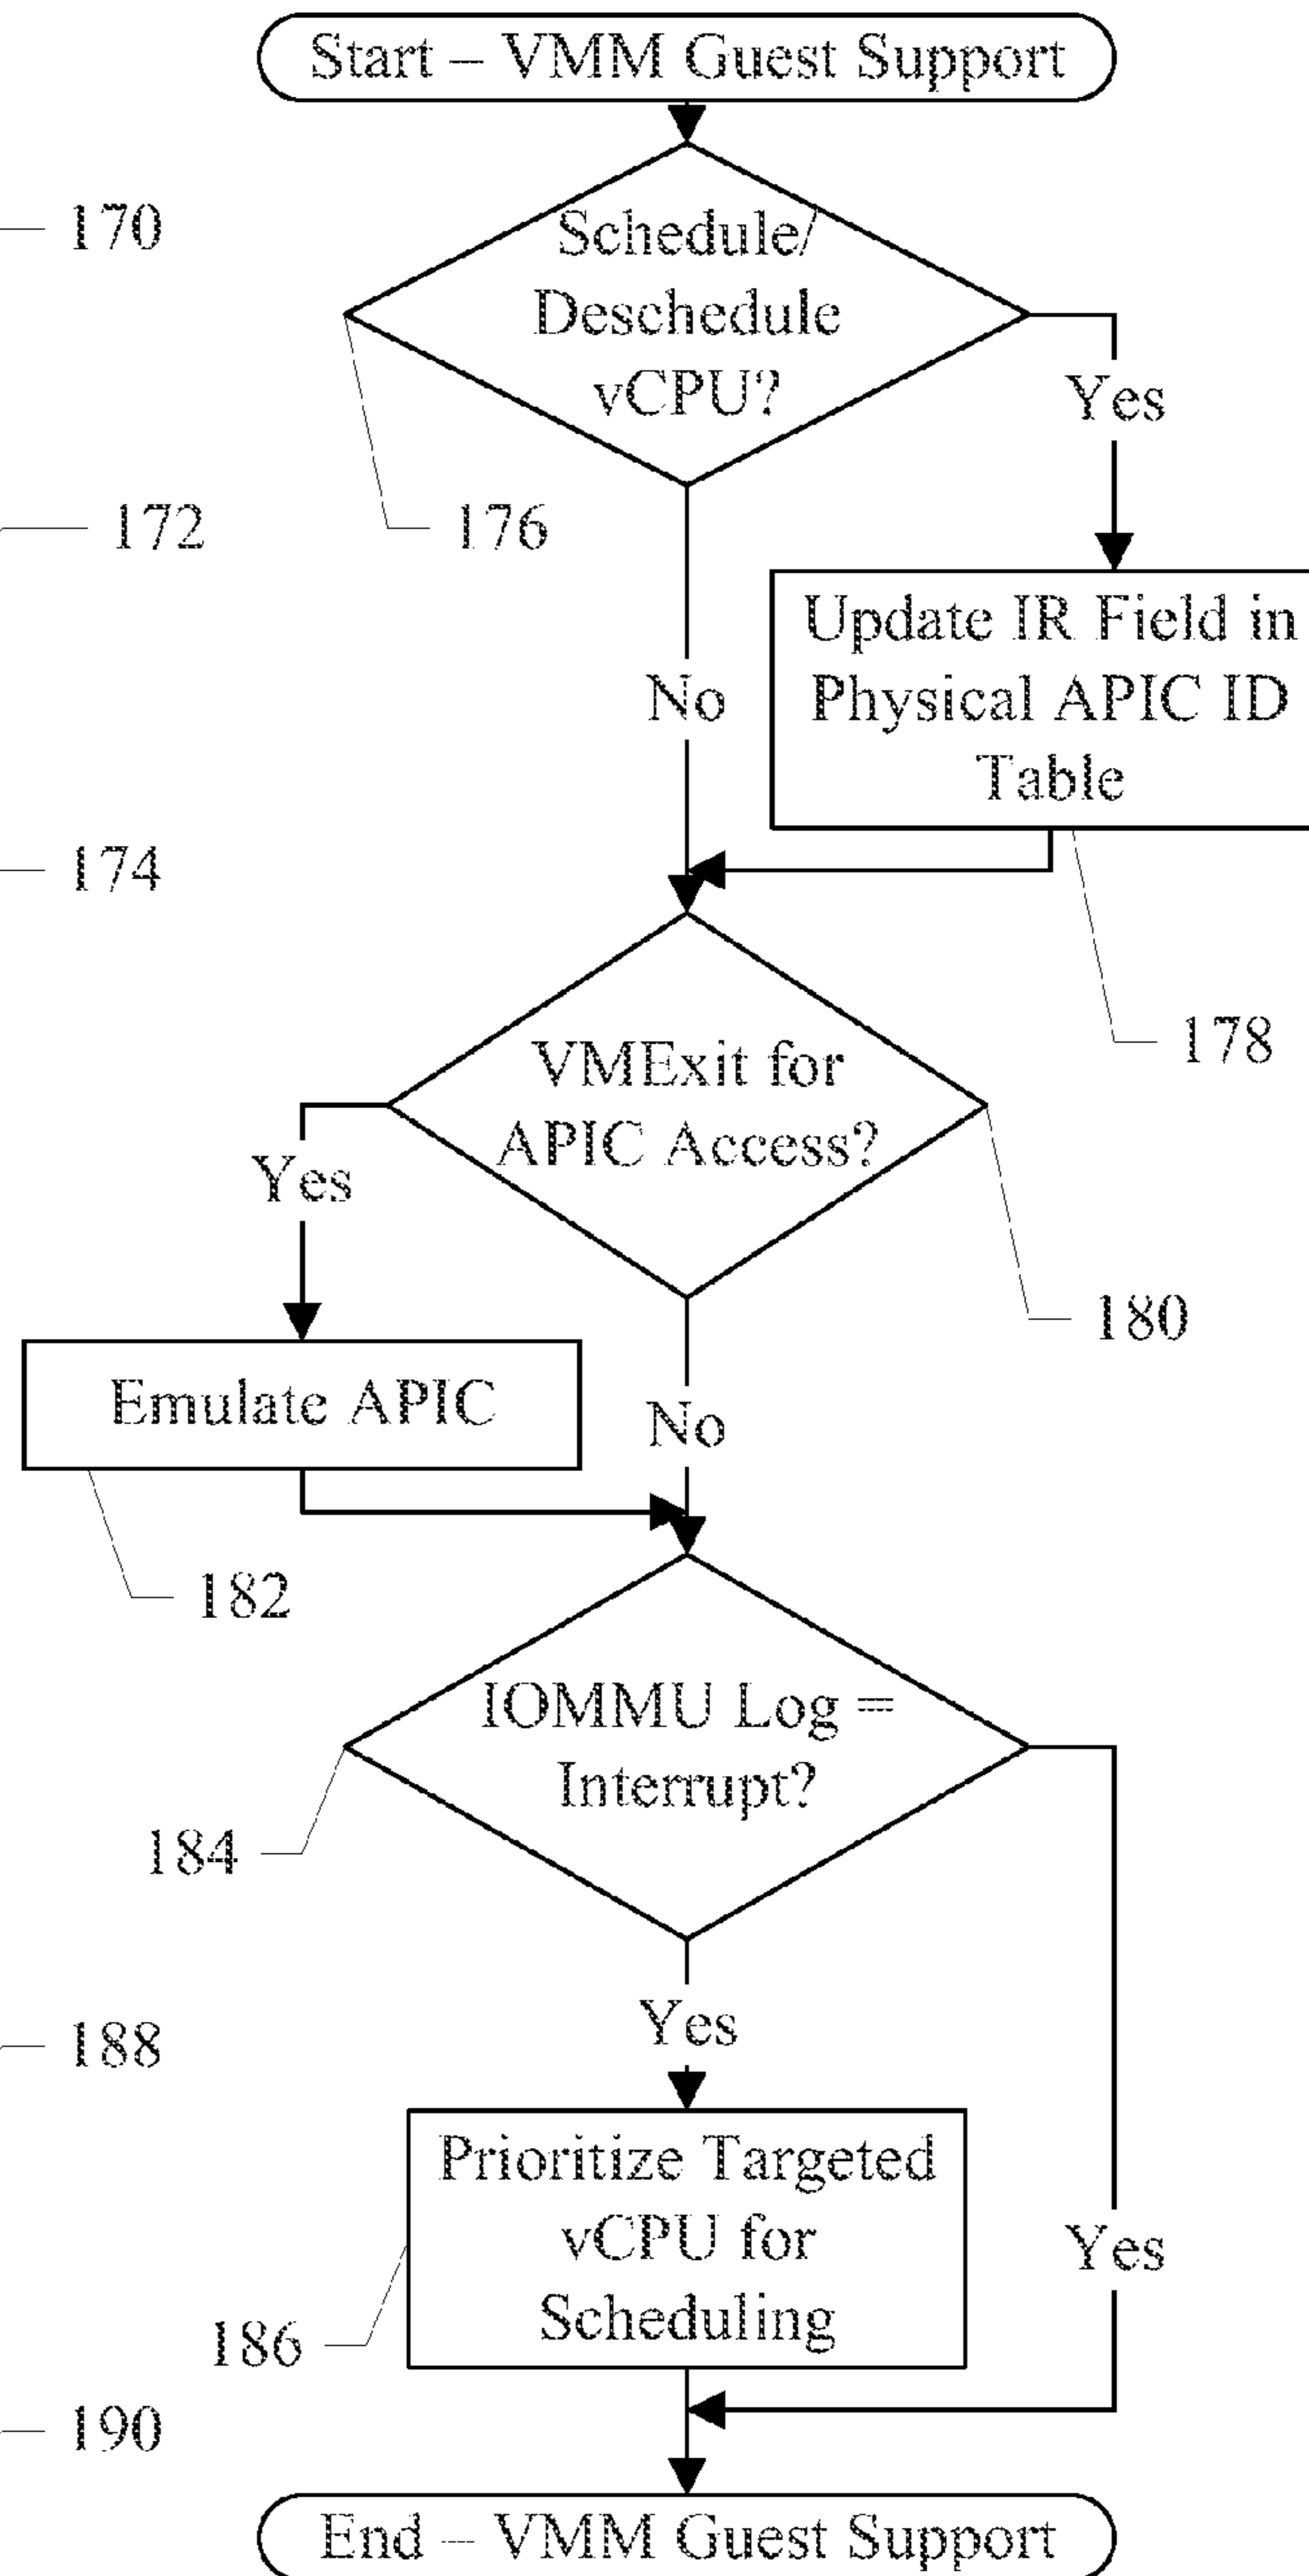 Start – VMM Guest Support
170
Schedule/
Deschedule
vCPU?
Yes
172
176
Update IR Field in
Physical APIC ID
Table
No
174
178
VMExit for
APIC Access?
Yes
180
Emulate APIC
No
182
IOMMU Log =
Interrupt?
184
Yes
188
Prioritize Targeted
vCPU for
Scheduling
Yes
186
190
End – VMM Guest Support